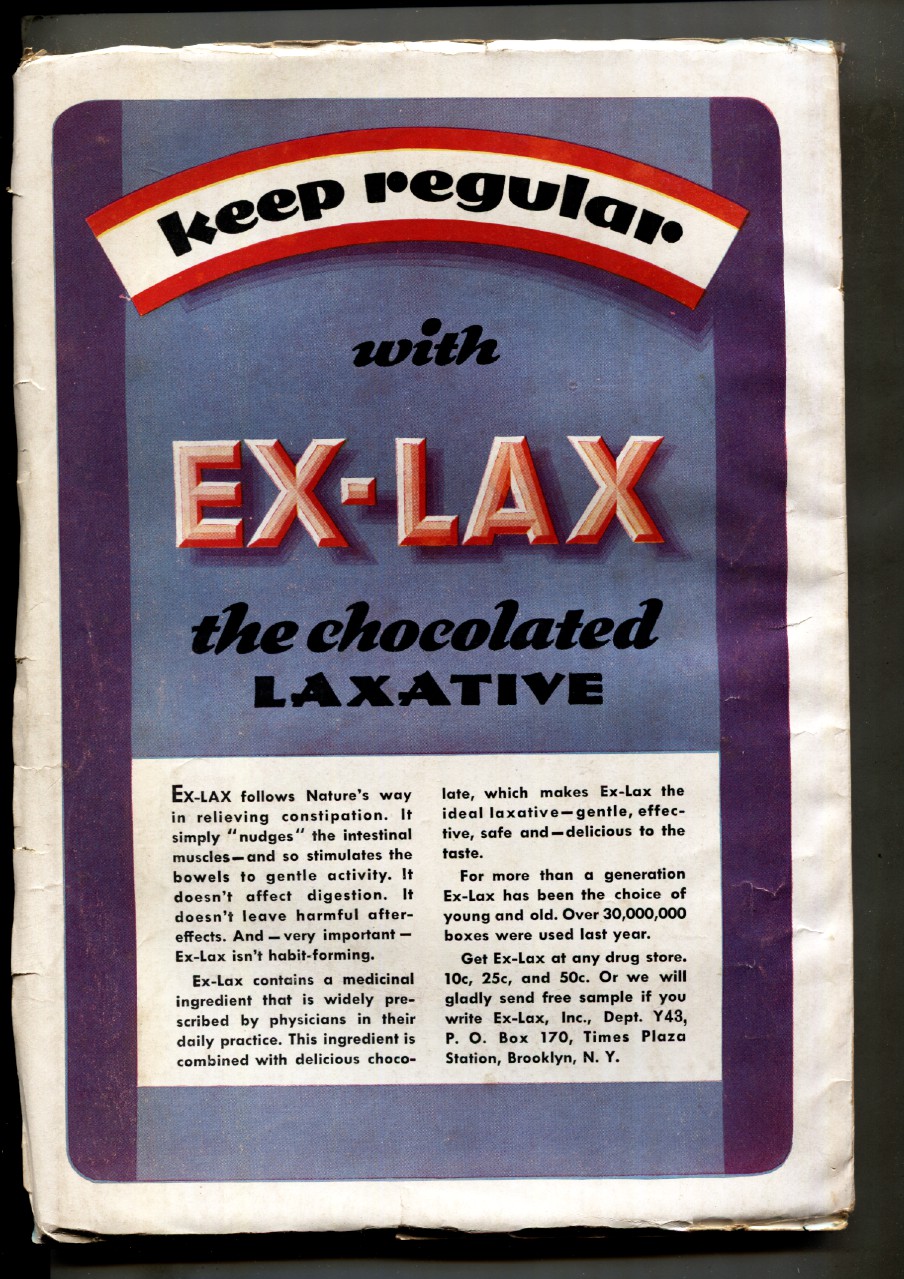 keep regular
with
EX-LAX
the chocolated
LAXATIVE
EX-LAX follows Nature's way
in relieving constipation. It
simply "nudges" the intestinal
muscles—and so stimulates the
bowels to gentle activity. It
doesn't affect digestion. It
doesn't leave harmful after-
effects. And—very important—
Ex-Lax isn't habit-forming.
Ex-Lax contains a medicinal
ingredient that is widely pre-
scribed by physicians in their
daily practice. This ingredient is
combined with delicious choco-
late, which makes Ex-Lax the
ideal laxative—gentle, effec-
tive, safe and—delicious to the
taste.
For more than a generation
Ex-Lax has been the choice of
young and old. Over 30,000,000
boxes were used last year.
Get Ex-Lax at any drug store.
10c, 25c, and 50c. Or we will
gladly send free sample if you
write Ex-Lax, Inc., Dept. Y43,
P. O. Box 170, Times Plaza
Station, Brooklyn, N. Y.